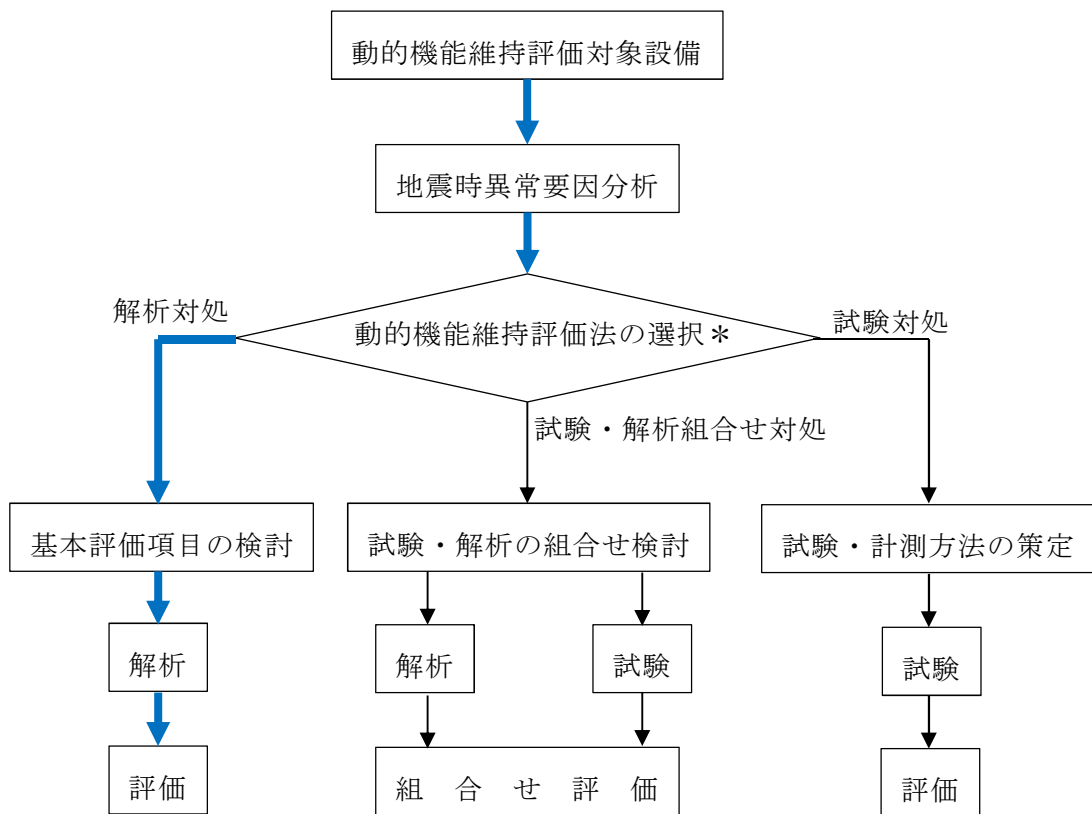 動的機能維持評価対象設備
地震時異常要因分析
解析対処
動的機能維持評価法の選択＊
試験対処
試験・解析組合せ対処
基本評価項目の検討
試験・解析の組合せ検討
試験・計測方法の策定
解析
解析
試験
試験
評価
組合せ評価
評価